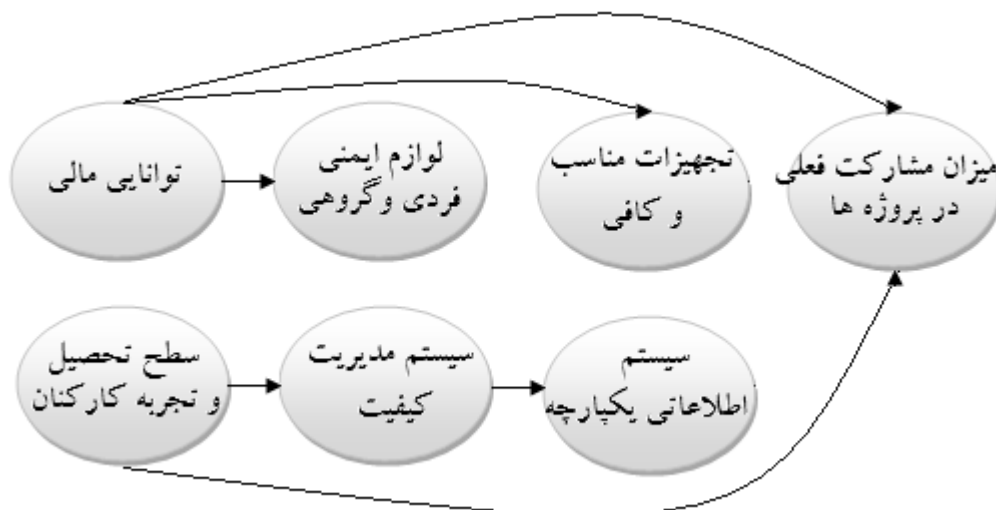 توانایی مالی
لوازم ایمنی
فردی وگروهی
تجهیزات مناسب
و کافی
میزان مشارکت فعلی
در پروژه ها
سطح تحصیل
و تجربه کارکنان
سیستم مدیریت
کیفیت
سیستم
اطلاعاتی یکپارچه